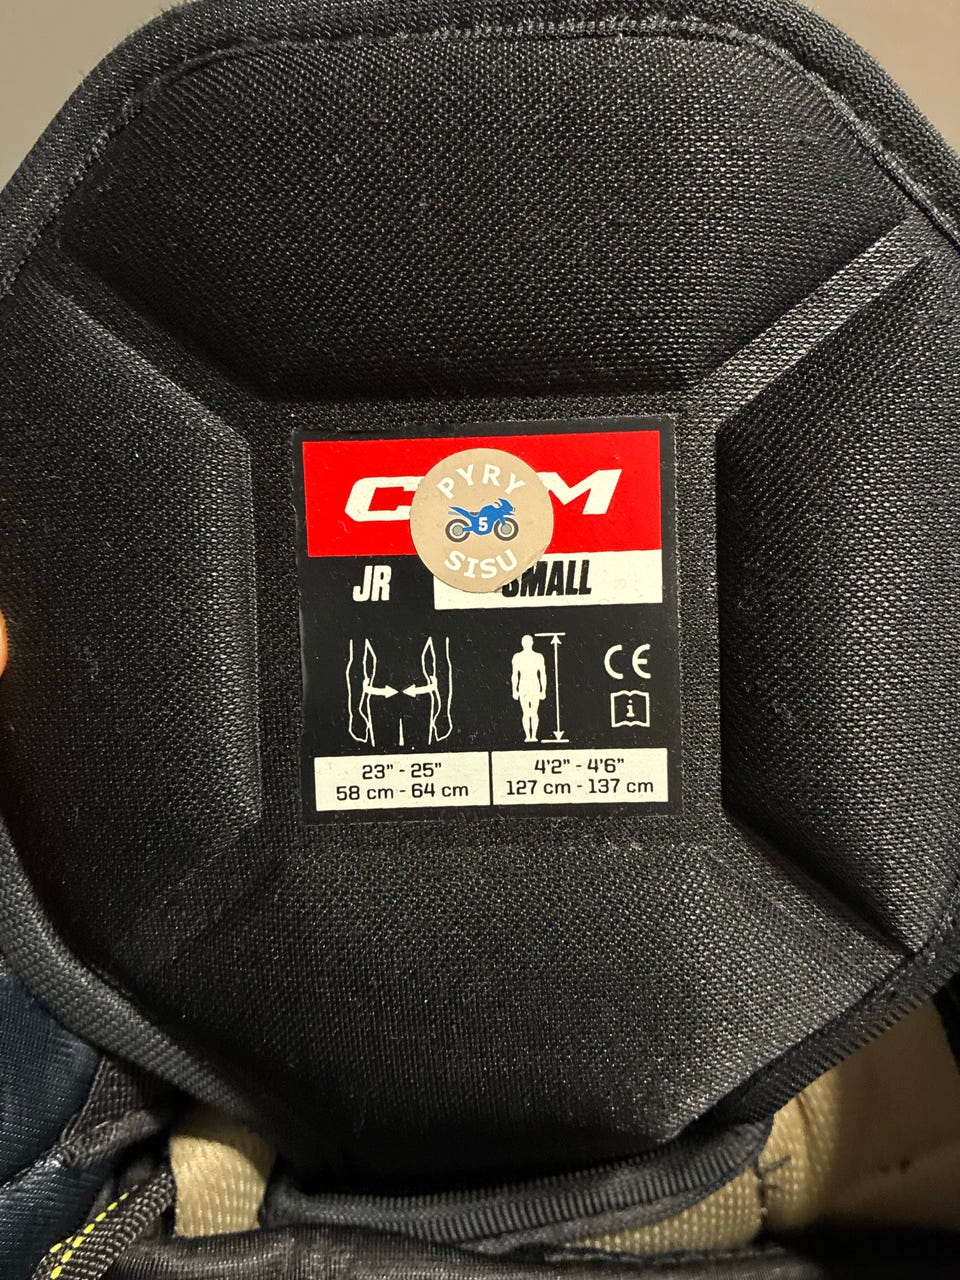 CCM
PYRY
5
SISU
JR
SMALL
CE
i
23” - 25”
58 cm - 64 cm
4’2” - 4’6”
127 cm - 137 cm